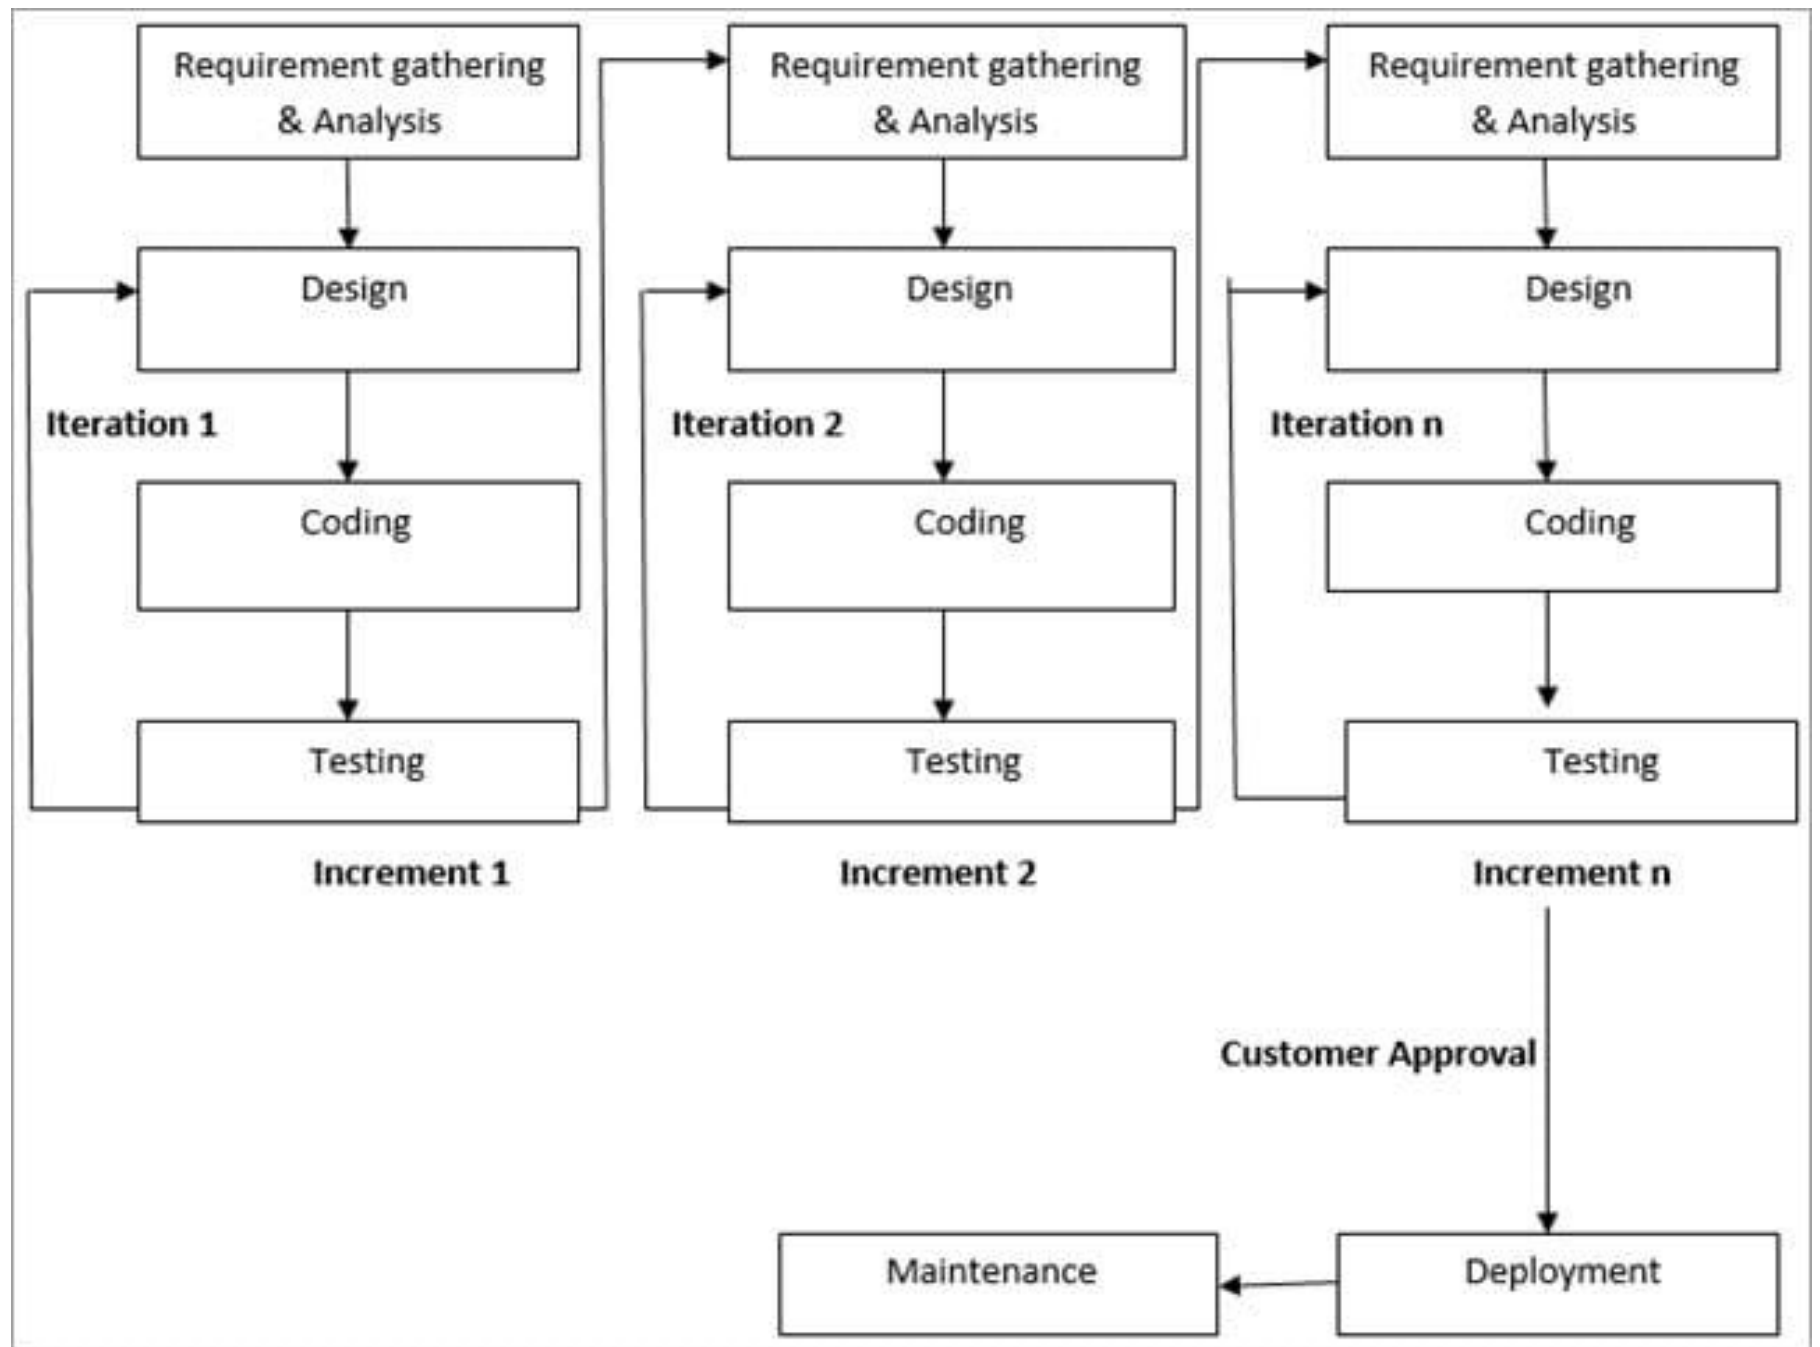 Requirement gathering
& Analysis
Design
Iteration 1
Coding
Testing
Increment 1
Requirement gathering
& Analysis
Design
Iteration 2
Coding
Testing
Increment 2
Requirement gathering
& Analysis
Design
Iteration n
Coding
Testing
Increment n
Customer Approval
Deployment
Maintenance